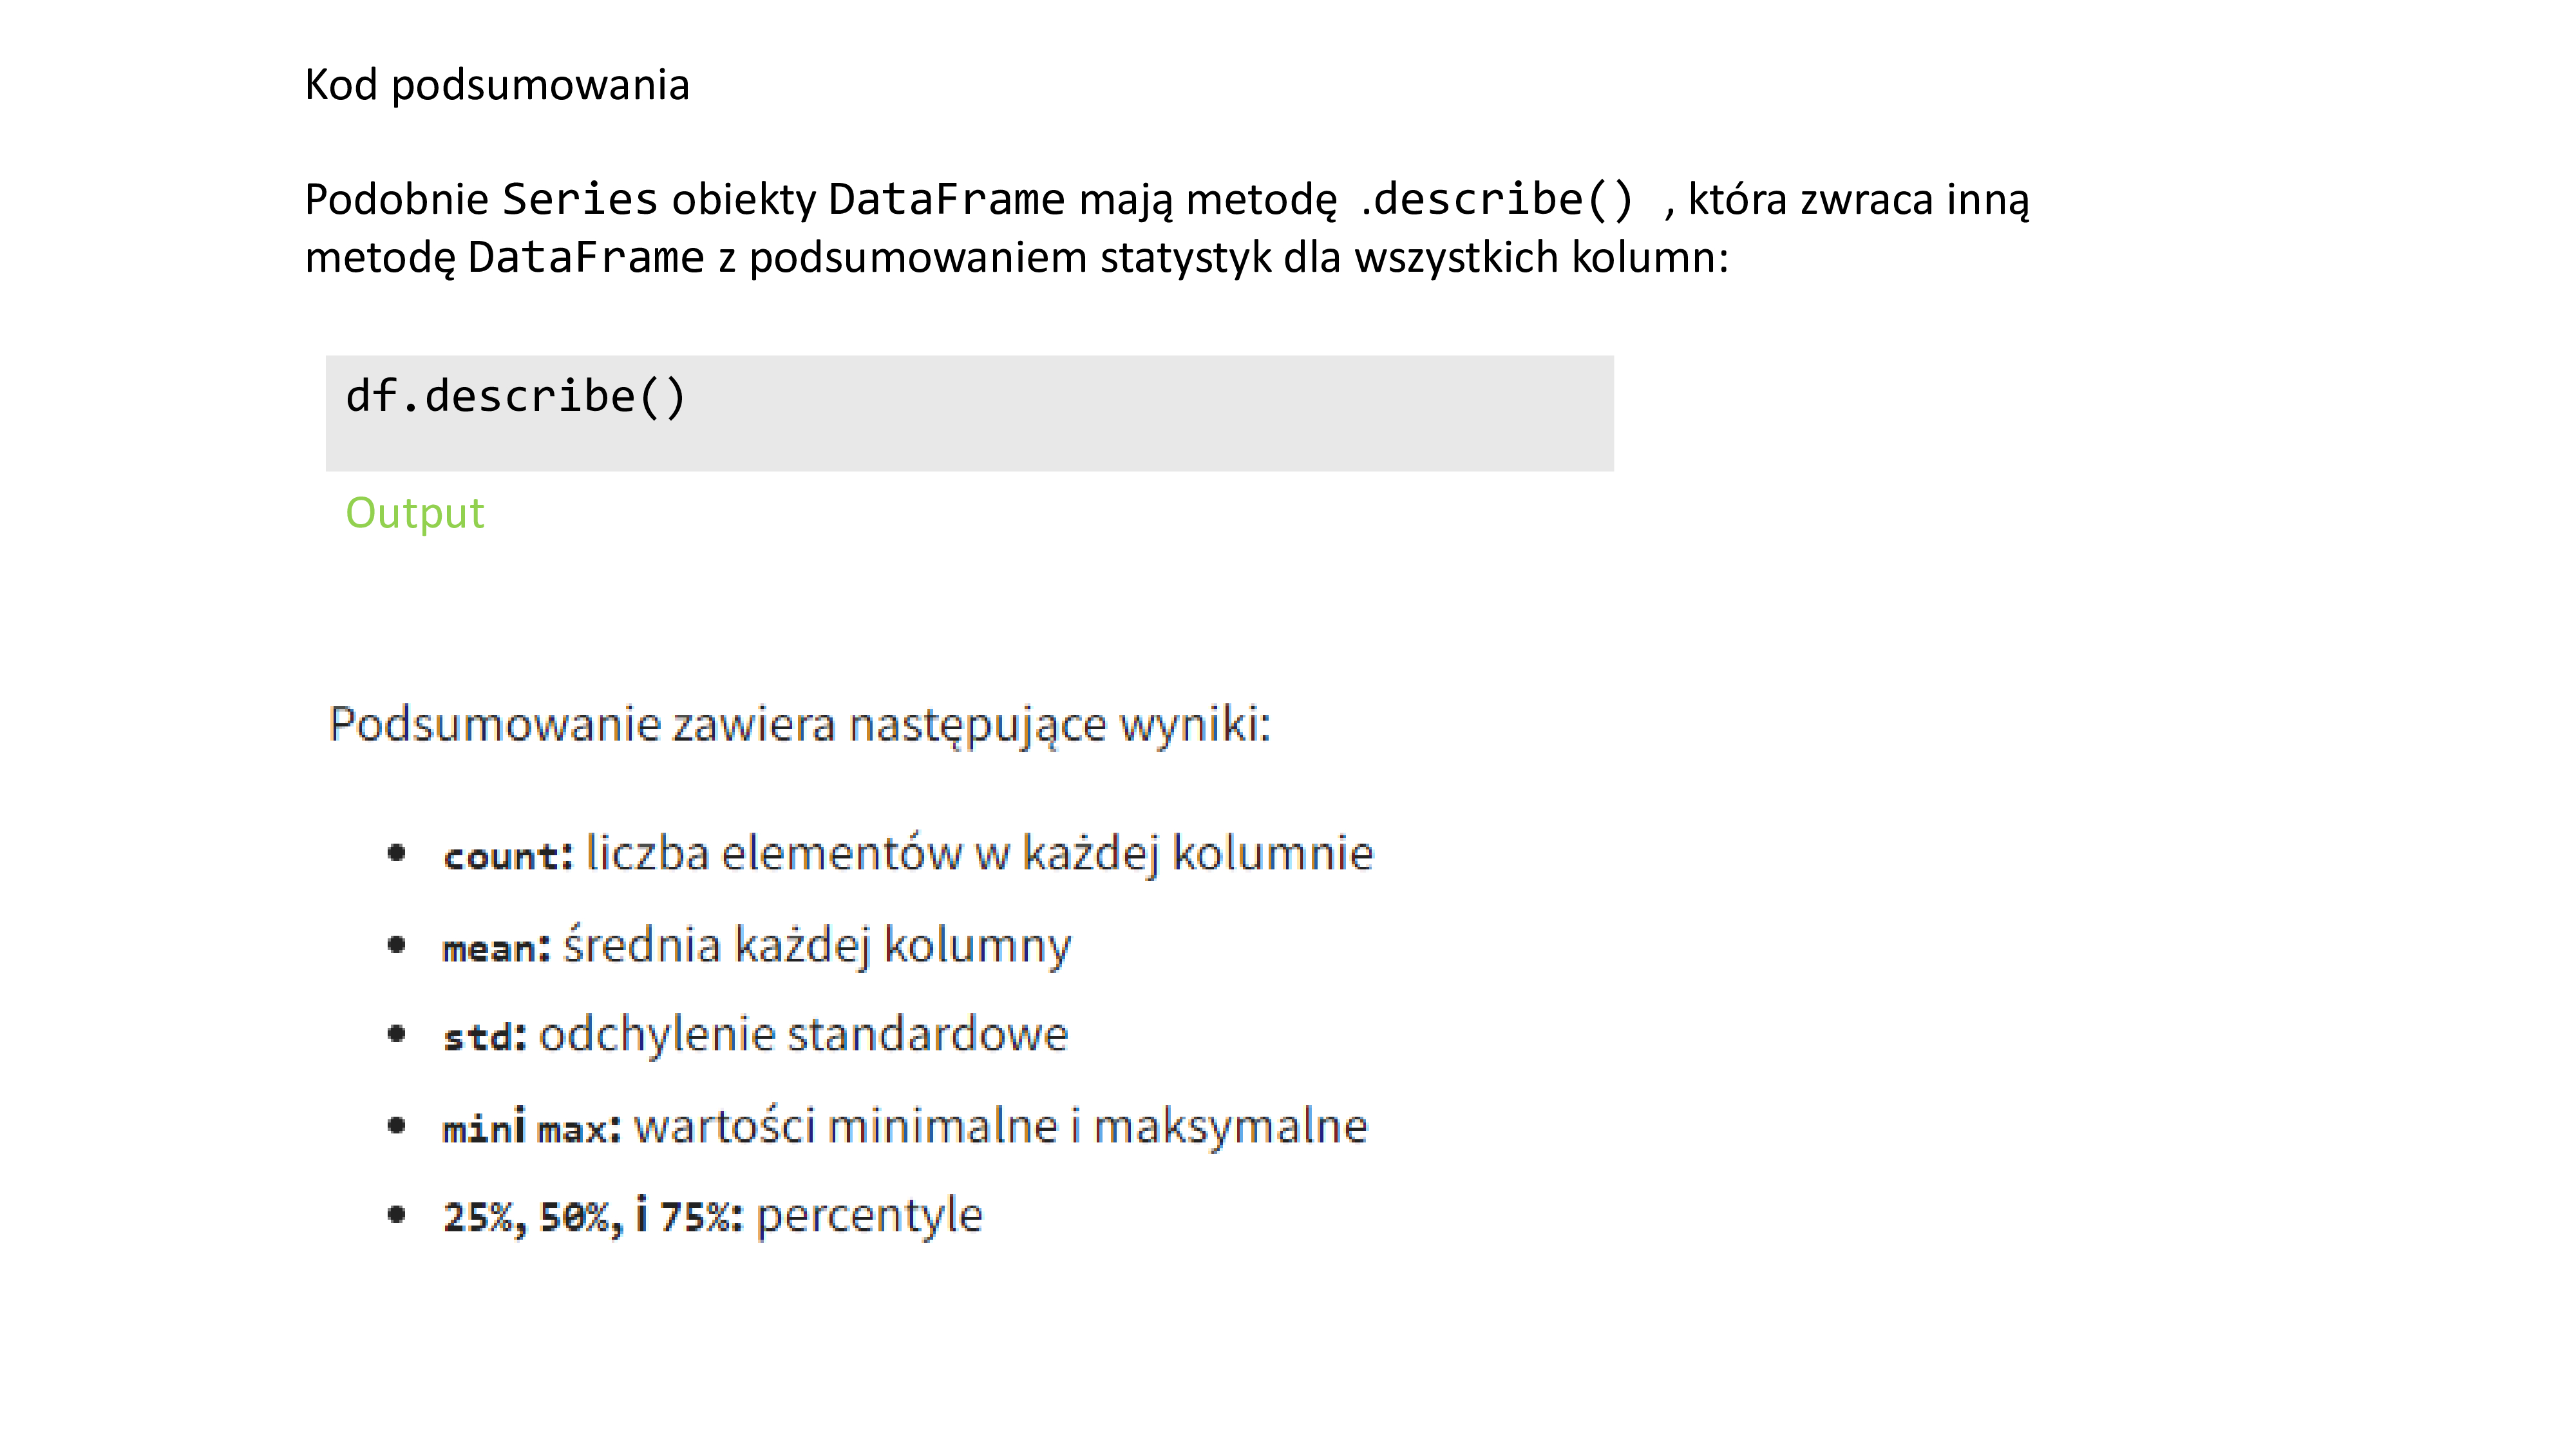 Kod podsumowania
Podobnie Series obiekty DataFrame mają metodę .describe() , która zwraca inną
metodę DataFrame z podsumowaniem statystyk dla wszystkich kolumn:
df.describe()
Output
Podsumowanie zawiera następujące wyniki:
• count: liczba elementów w każdej kolumnie
• mean: średnia każdej kolumny
• std: odchylenie standardowe
• mini max: wartości minimalne i maksymalne
• 25%, 50%, i 75%: percentyle